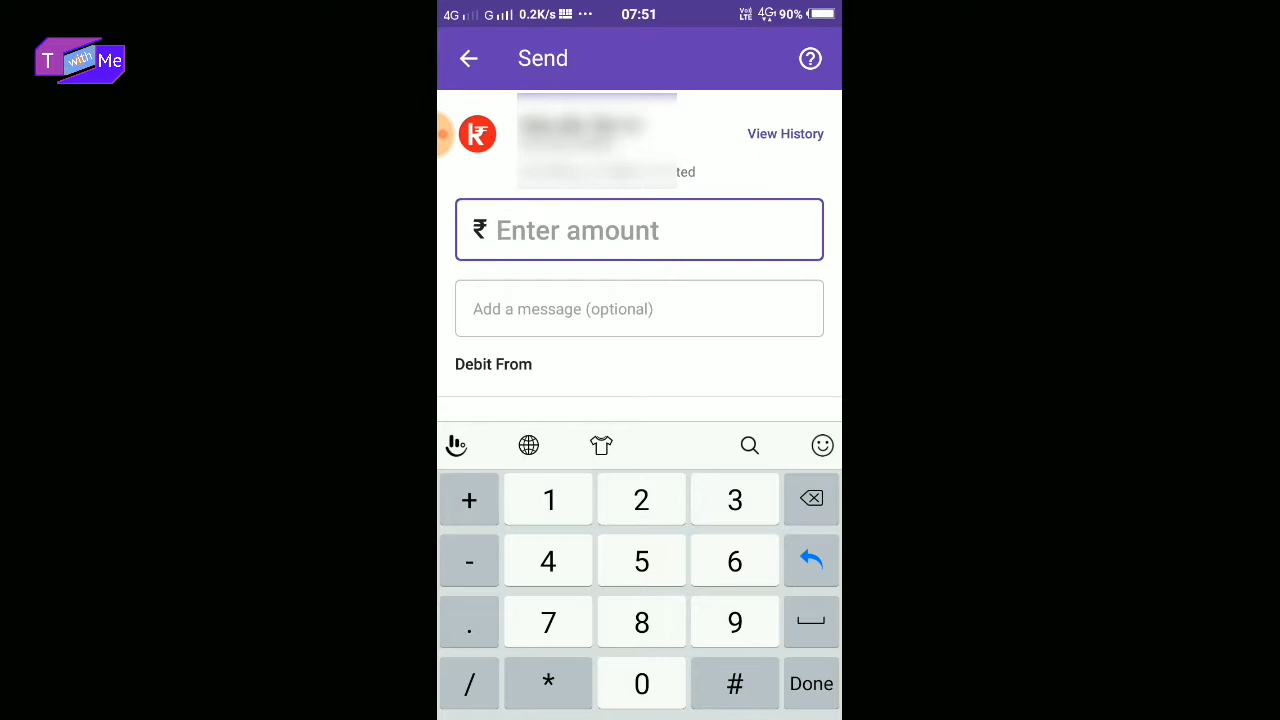 4G G 0.2K/s ... 07:51 VoLTE 4G 90%
T with Me
Send
View History
ted
₹ Enter amount
Add a message (optional)
Debit From
+ 1 2 3
- 4 5 6
. 7 8 9
/ * 0 # Done